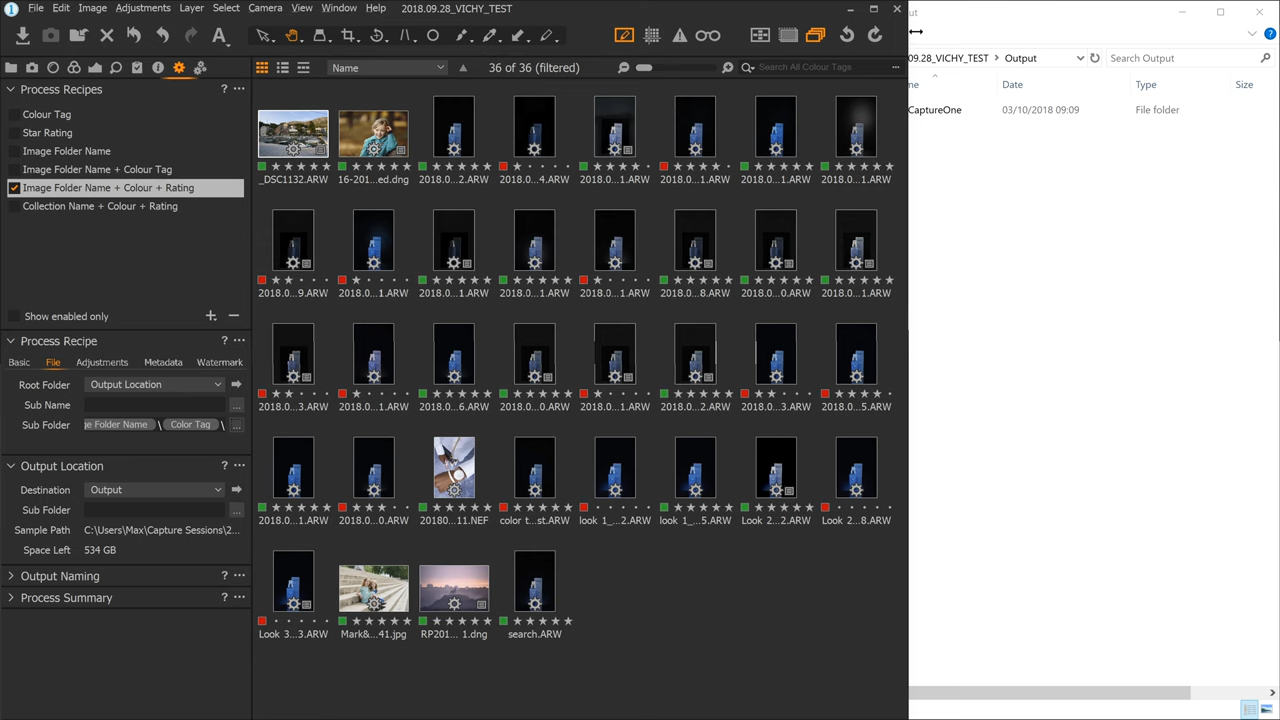 File Edit Image Adjustments Layer Select Camera View Window Help 2018.09.28_VICHY_TEST
Name 36 of 36 (filtered) Search All Colour Tags
Process Recipes ? •••
Colour Tag
Star Rating
Image Folder Name
Image Folder Name + Colour Tag
Image Folder Name + Colour + Rating
Collection Name + Colour + Rating
Show enabled only
Process Recipe ? •••
Basic File Adjustments Metadata Watermark
Root Folder Output Location
Sub Name ...
Sub Folder ge Folder Name \ Color Tag \ ...
Output Location ? •••
Destination Output
Sub Folder ...
Sample Path C:\Users\Max\Capture Sessions\2...
Space Left 534 GB
Output Naming ? •••
Process Summary ? •••
_DSC1132.ARW 16-201...ed.dng 2018.0...2.ARW 2018.0...4.ARW 2018.0...1.ARW 2018.0...1.ARW 2018.0...1.ARW
2018.0...9.ARW 2018.0...1.ARW 2018.0...1.ARW 2018.0...1.ARW 2018.0...1.ARW 2018.0...8.ARW 2018.0...0.ARW 2018.0...1.ARW
2018.0...3.ARW 2018.0...1.ARW 2018.0...6.ARW 2018.0...0.ARW 2018.0...1.ARW 2018.0...2.ARW 2018.0...3.ARW 2018.0...5.ARW
2018.0...1.ARW 2018.0...0.ARW 20180...11.NEF color t...st.ARW look 1_...2.ARW look 1_...5.ARW Look 2...2.ARW Look 2...8.ARW
Look 3...3.ARW Mark&...41.jpg RP201... 1.dng search.ARW
ut
09.28_VICHY_TEST > Output Search Output
me Date Type Size
CaptureOne 03/10/2018 09:09 File folder